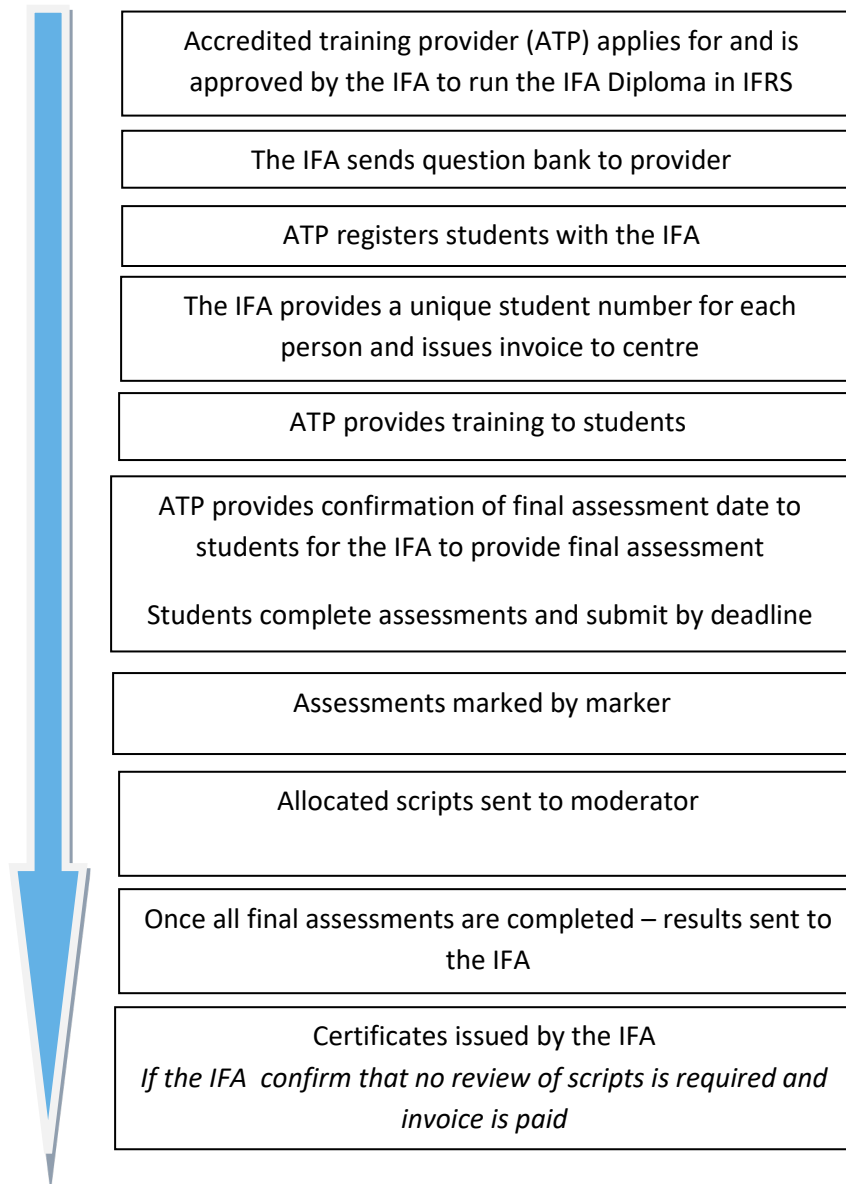 Accredited training provider (ATP) applies for and is
approved by the IFA to run the IFA Diploma in IFRS
The IFA sends question bank to provider
ATP registers students with the IFA
The IFA provides a unique student number for each
person and issues invoice to centre
ATP provides training to students
ATP provides confirmation of final assessment date to
students for the IFA to provide final assessment
Students complete assessments and submit by deadline
Assessments marked by marker
Allocated scripts sent to moderator
Once all final assessments are completed – results sent to
the IFA
Certificates issued by the IFA
If the IFA  confirm that no review of scripts is required and
invoice is paid